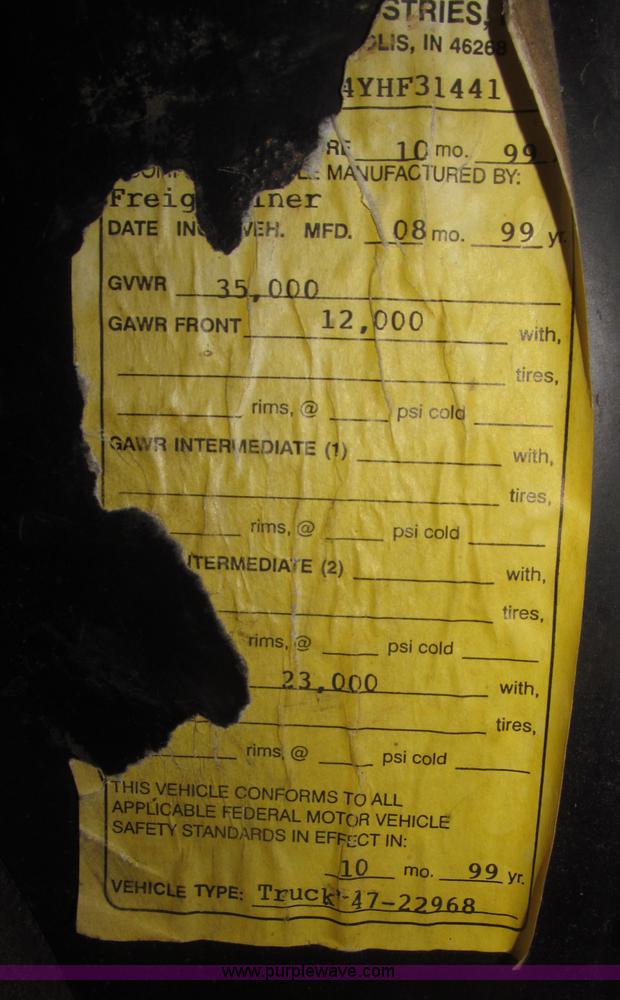 STRIES,
OLIS, IN 46268
4YHF31441
RE 10 mo. 99
MANUFACTURED BY:
Freig iner
DATE IN VEH. MFD. 08 mo. 99 yr.
GVWR 35,000
GAWR FRONT 12,000 with,
tires,
rims, @ psi cold
GAWR INTERMEDIATE (1) with,
tires,
rims, @ psi cold
NTERMEDIATE (2) with,
tires,
rims, @ psi cold
23,000 with,
tires,
rims, @ psi cold
THIS VEHICLE CONFORMS TO ALL
APPLICABLE FEDERAL MOTOR VEHICLE
SAFETY STANDARDS IN EFFECT IN:
10 mo. 99 yr.
VEHICLE TYPE: Truck-47-22968
www.purplewave.com